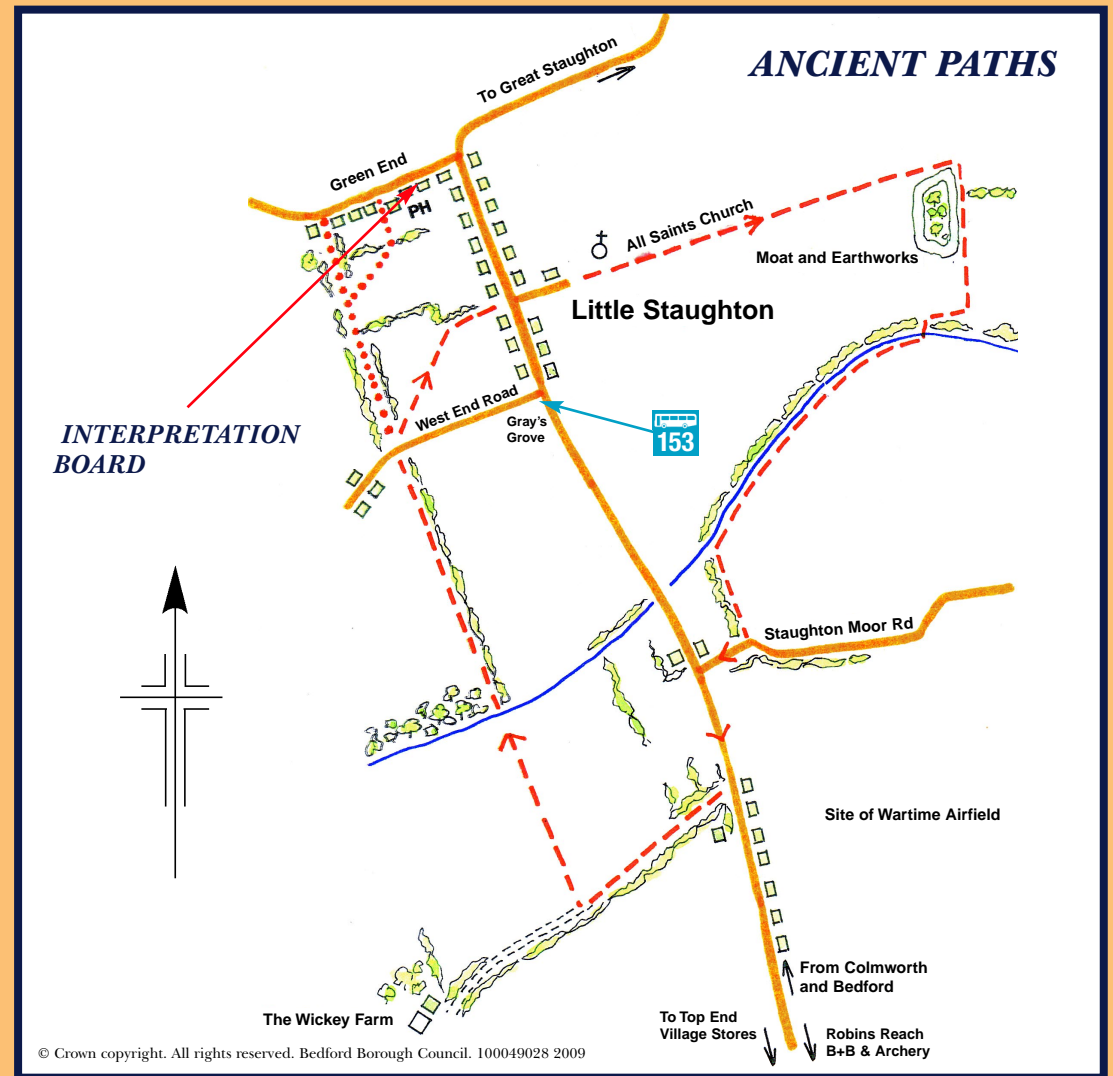 ANCIENT PATHS
To Great Staughton
Green End
PH
All Saints Church
Moat and Earthworks
Little Staughton
West End Road
Gray's
Grove
153
INTERPRETATION
BOARD
Staughton Moor Rd
Site of Wartime Airfield
From Colmworth
and Bedford
The Wickey Farm
To Top End
Village Stores
Robins Reach
B+B & Archery
© Crown copyright. All rights reserved. Bedford Borough Council. 100049028 2009